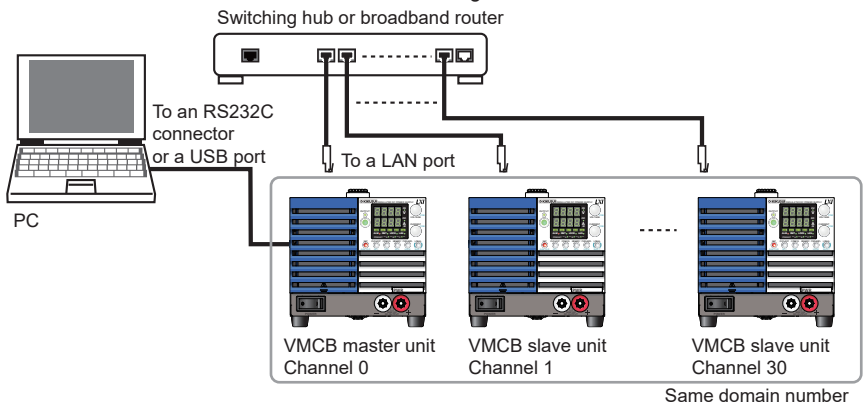 Switching hub or broadband router
To an RS232C
connector
or a USB port
To a LAN port
PC
VMCB master unit
Channel 0
VMCB slave unit
Channel 1
VMCB slave unit
Channel 30
Same domain number